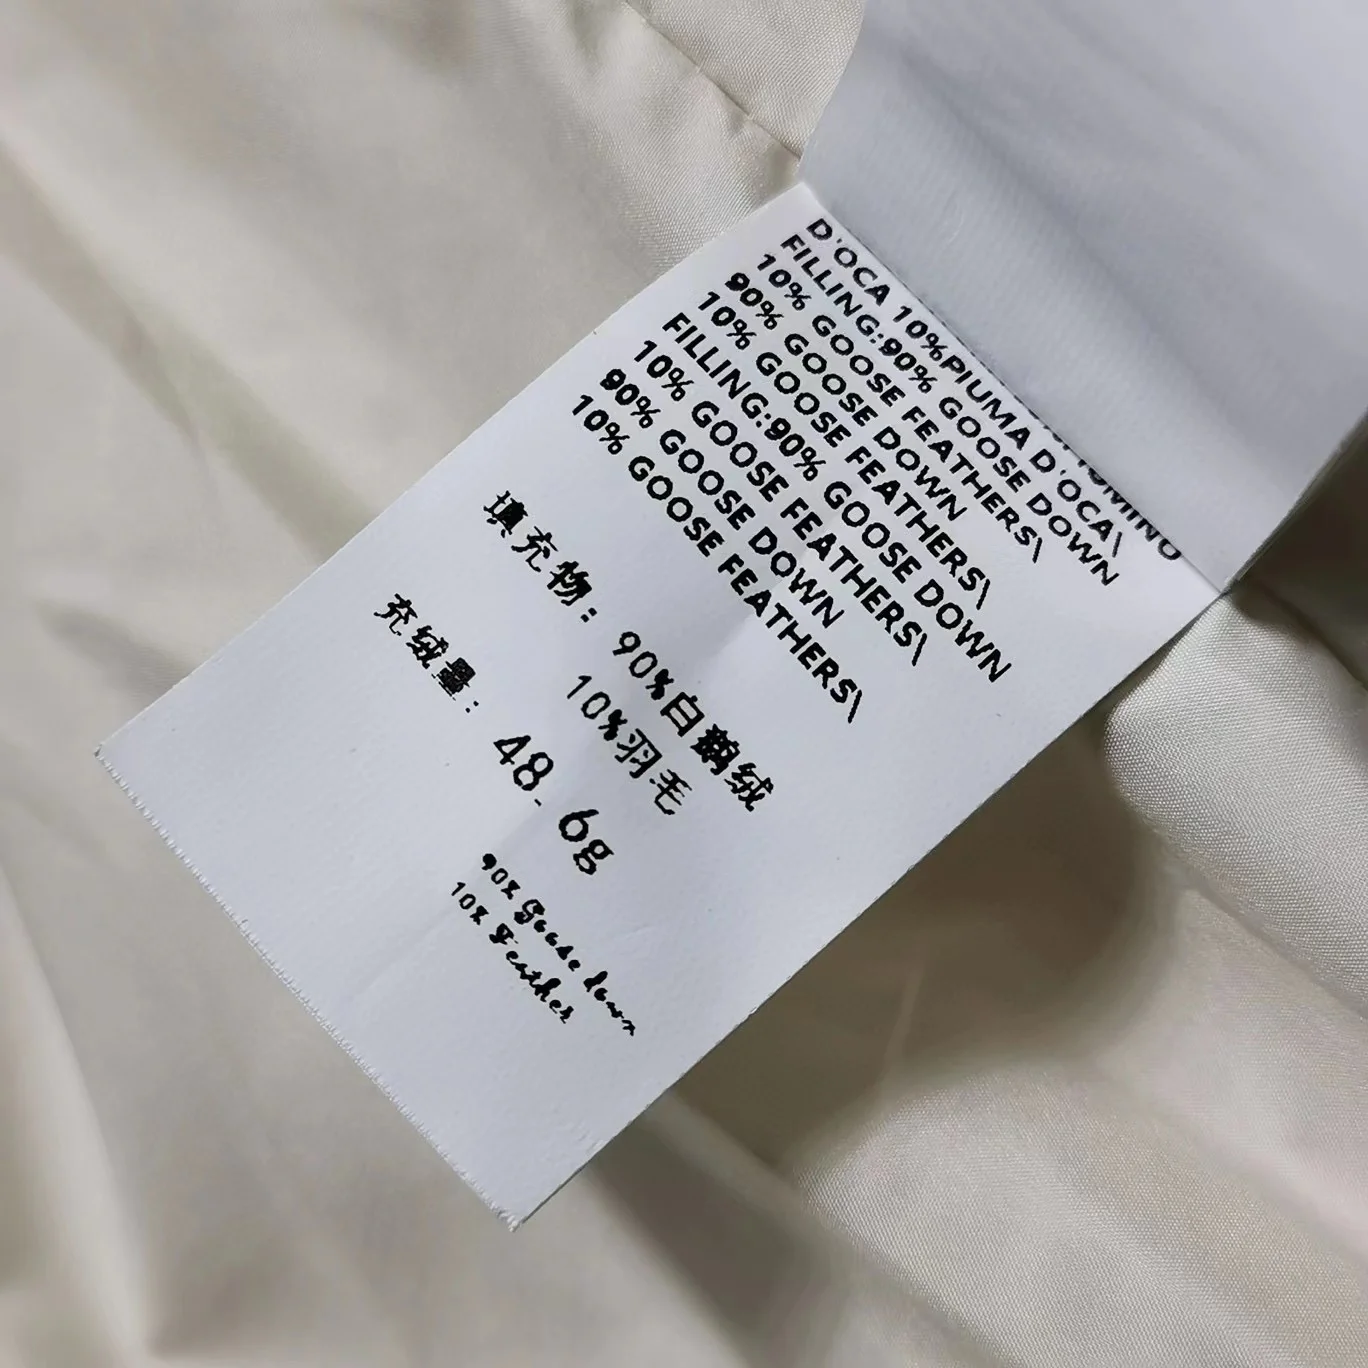 D'OCA 10%PIUMA D'OCA\
FILLING:90% GOOSE DOWN
10% GOOSE FEATHERS\
90% GOOSE DOWN
10% GOOSE FEATHERS\
FILLING:90% GOOSE DOWN
10% GOOSE FEATHERS\
90% GOOSE DOWN
10% GOOSE FEATHERS\
填充物: 90%白鹅绒
10%羽毛
充绒量: 48.6g
90% Goose down
10% Feather